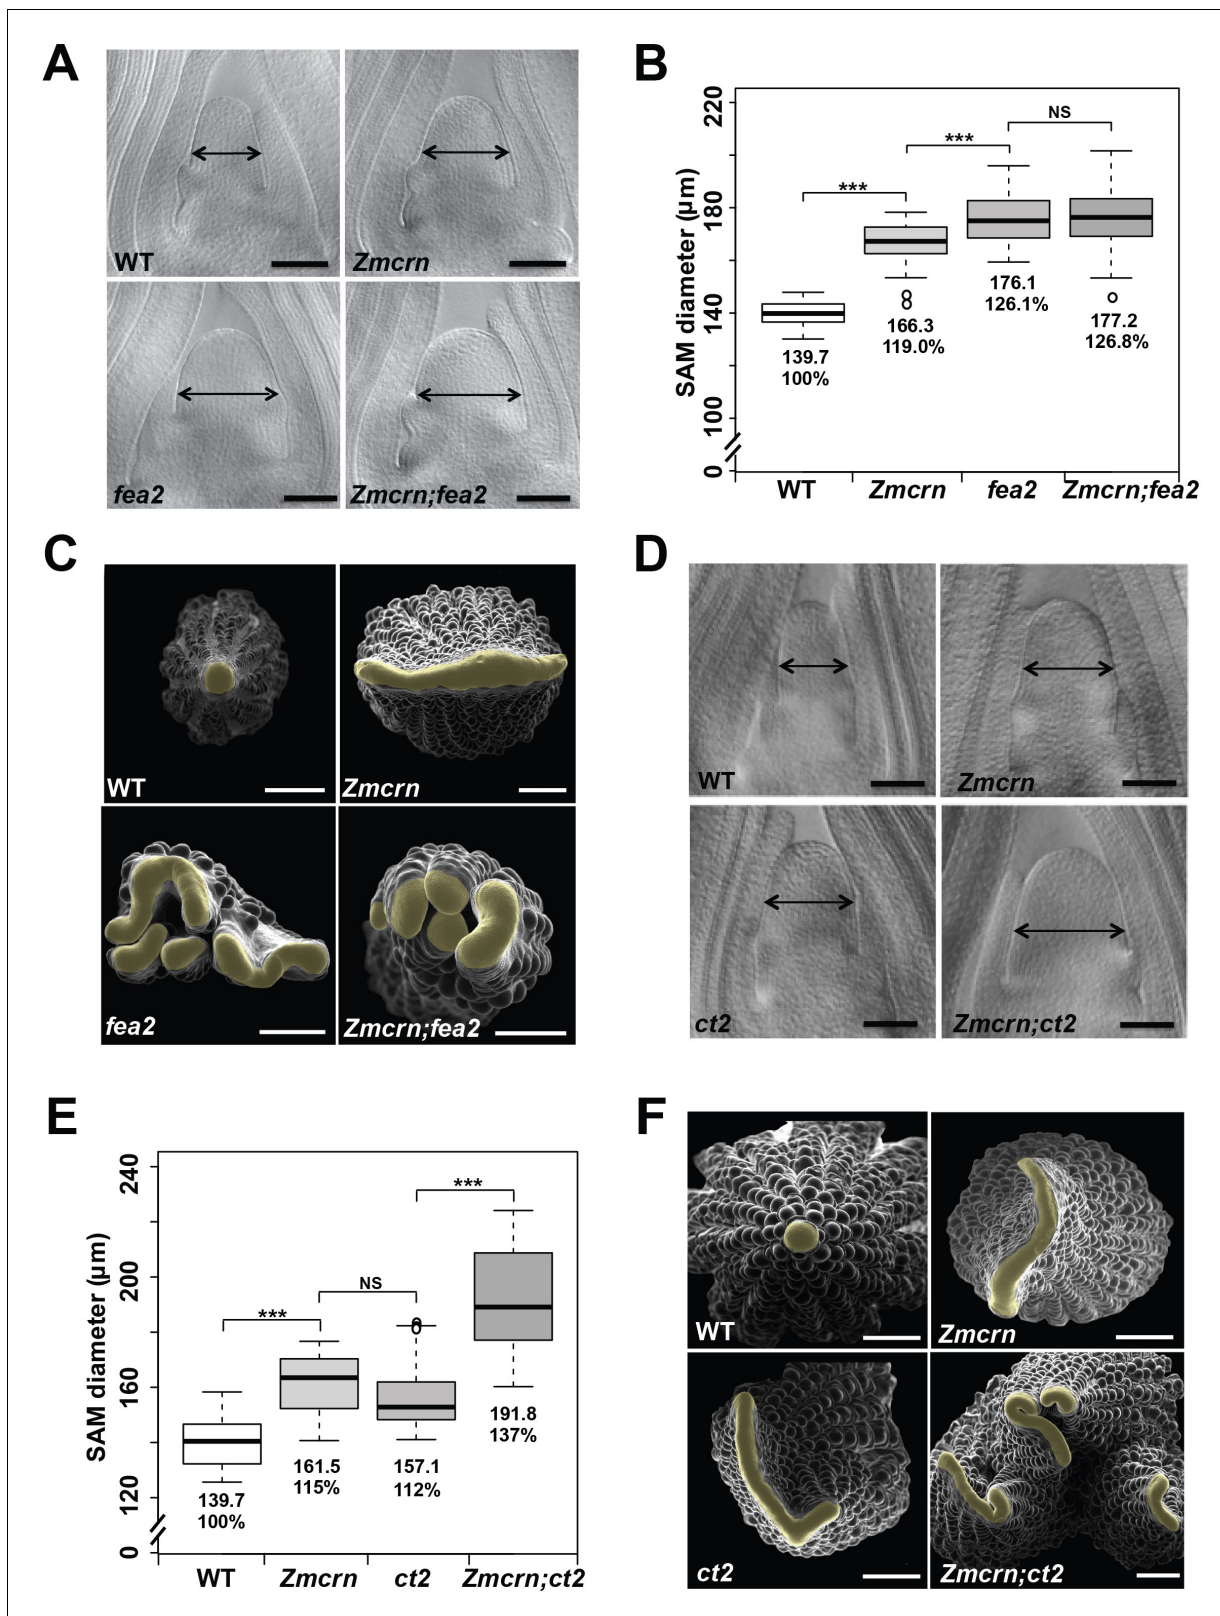 A
WT
Zmcrn
fea2
Zmcrn;fea2
B
SAM diameter (µm)
220
180
140
100
0
***
***
NS
139.7
100%
166.3
119.0%
176.1
126.1%
177.2
126.8%
WT
Zmcrn
fea2
Zmcrn;fea2
C
WT
Zmcrn
fea2
Zmcrn;fea2
D
WT
Zmcrn
ct2
Zmcrn;ct2
E
SAM diameter (µm)
240
200
160
120
0
***
NS
***
139.7
100%
161.5
115%
157.1
112%
191.8
137%
WT
Zmcrn
ct2
Zmcrn;ct2
F
WT
Zmcrn
ct2
Zmcrn;ct2